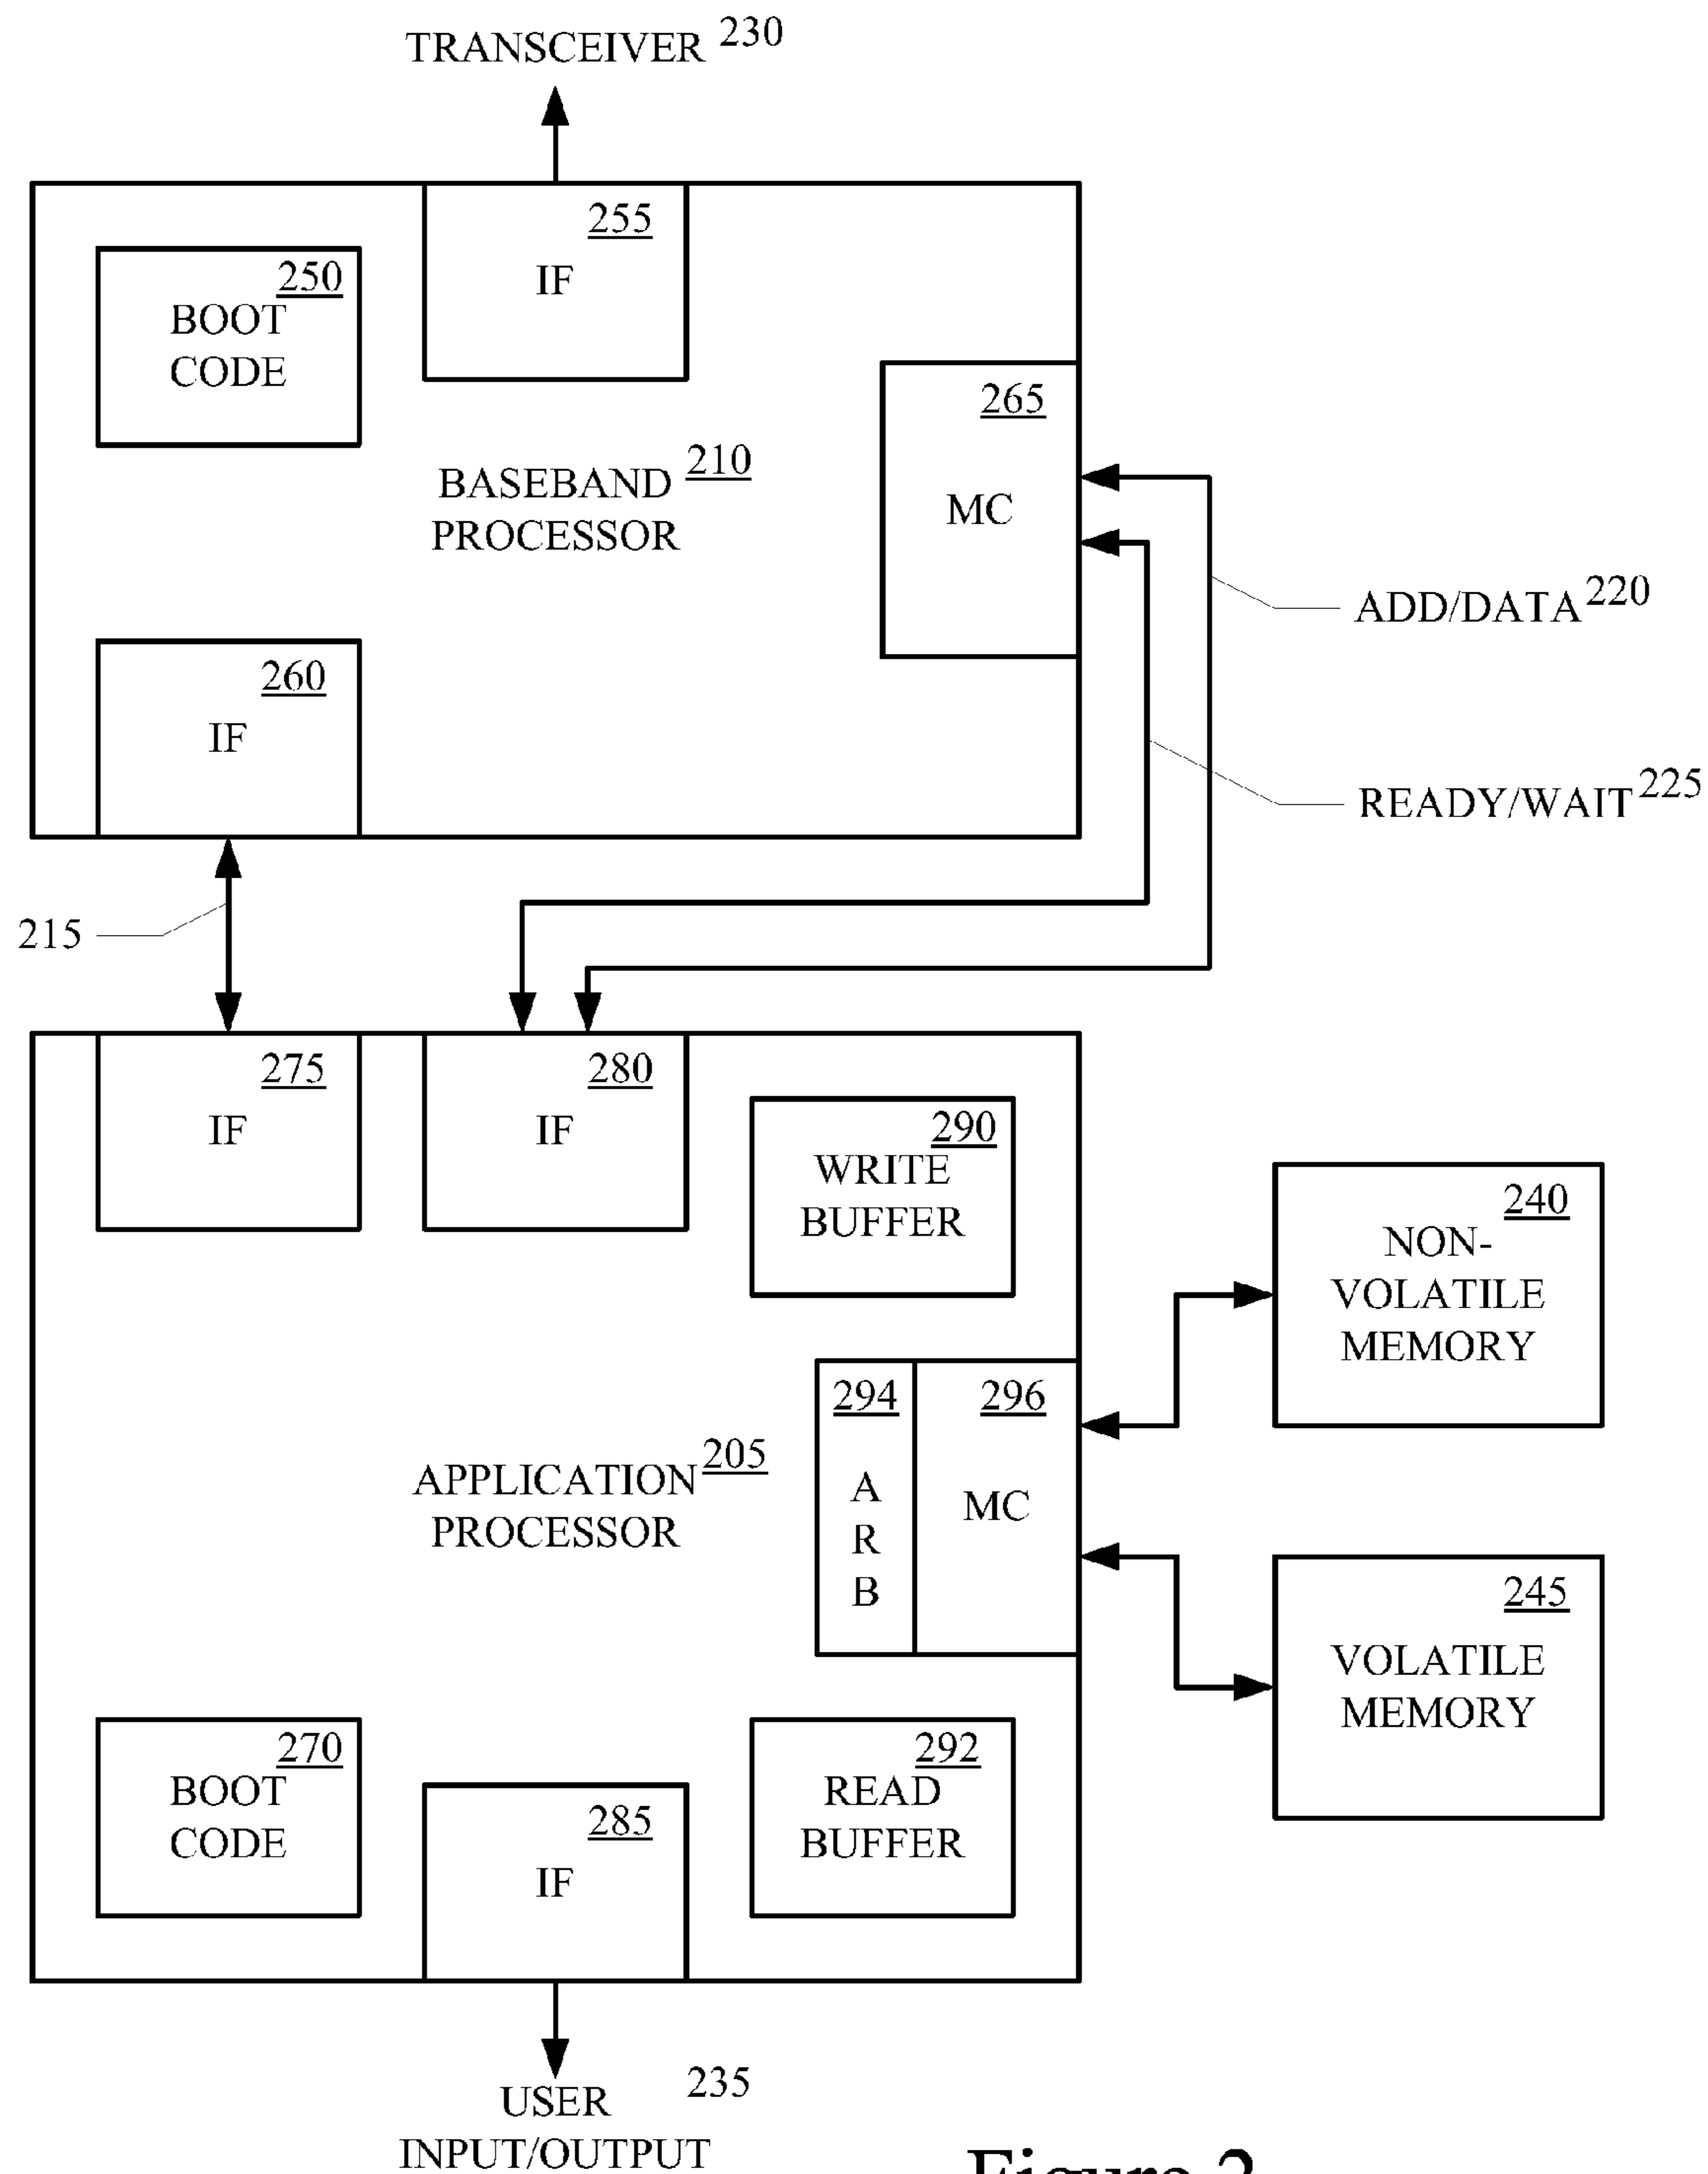 TRANSCEIVER 230
255
IF
250
BOOT
CODE
265
MC
BASEBAND 210
PROCESSOR
ADD/DATA 220
260
IF
READY/WAIT 225
215
275
IF
280
IF
290
WRITE
BUFFER
240
NON-
VOLATILE
MEMORY
294
A
R
B
296
MC
APPLICATION 205
PROCESSOR
245
VOLATILE
MEMORY
270
BOOT
CODE
285
IF
292
READ
BUFFER
235
USER
INPUT/OUTPUT
Figure 2